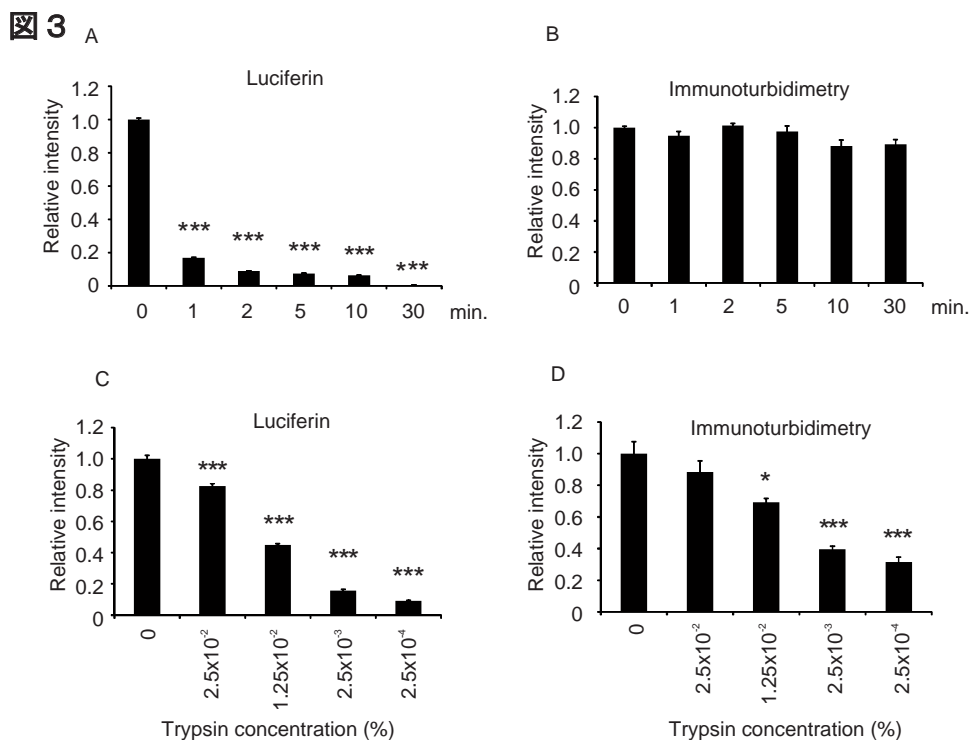 図3
A
Luciferin
Relative intensity
1.2
1.0
0.8
0.6
0.4
0.2
0
***
***
***
***
***
0 1 2 5 10 30 min.
B
Immunoturbidimetry
Relative intensity
1.2
1.0
0.8
0.6
0.4
0.2
0
0 1 2 5 10 30 min.
C
Luciferin
Relative intensity
1.2
1.0
0.8
0.6
0.4
0.2
0
***
***
***
***
0
2.5x10⁻²
1.25x10⁻²
2.5x10⁻³
2.5x10⁻⁴
Trypsin concentration (%)
D
Immunoturbidimetry
Relative intensity
1.2
1.0
0.8
0.6
0.4
0.2
0
*
***
***
0
2.5x10⁻²
1.25x10⁻²
2.5x10⁻³
2.5x10⁻⁴
Trypsin concentration (%)